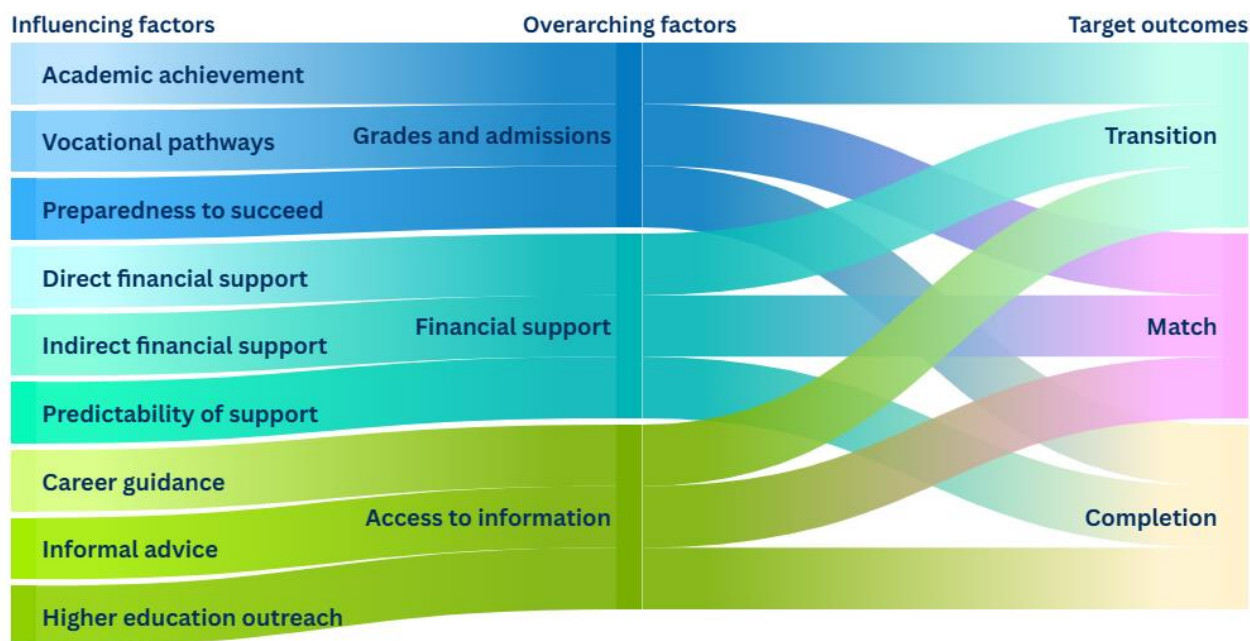 Influencing factors
Overarching factors
Target outcomes
Academic achievement
Vocational pathways
Preparedness to succeed
Direct financial support
Indirect financial support
Predictability of support
Career guidance
Informal advice
Higher education outreach
Grades and admissions
Financial support
Access to information
Transition
Match
Completion